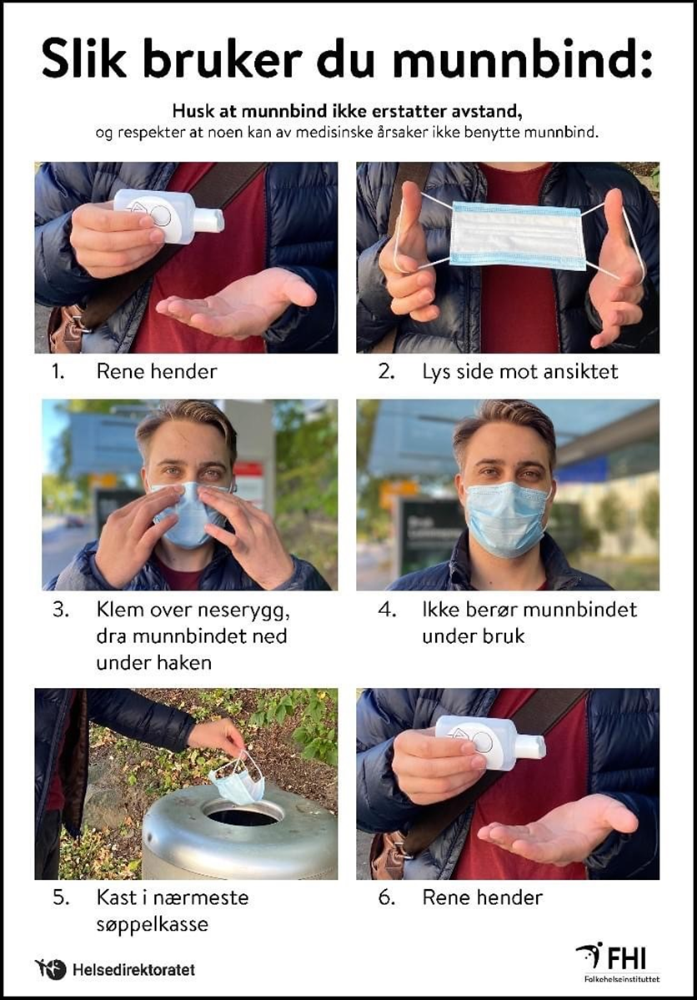 Slik bruker du munnbind:
Husk at munnbind ikke erstatter avstand,
og respekter at noen kan av medisinske årsaker ikke benytte munnbind.
1. Rene hender
2. Lys side mot ansiktet
3. Klem over neserygg,
dra munnbindet ned
under haken
4. Ikke berør munnbindet
under bruk
5. Kast i nærmeste
søppelkasse
6. Rene hender
Helsedirektoratet
FHI
Folkehelseinstituttet